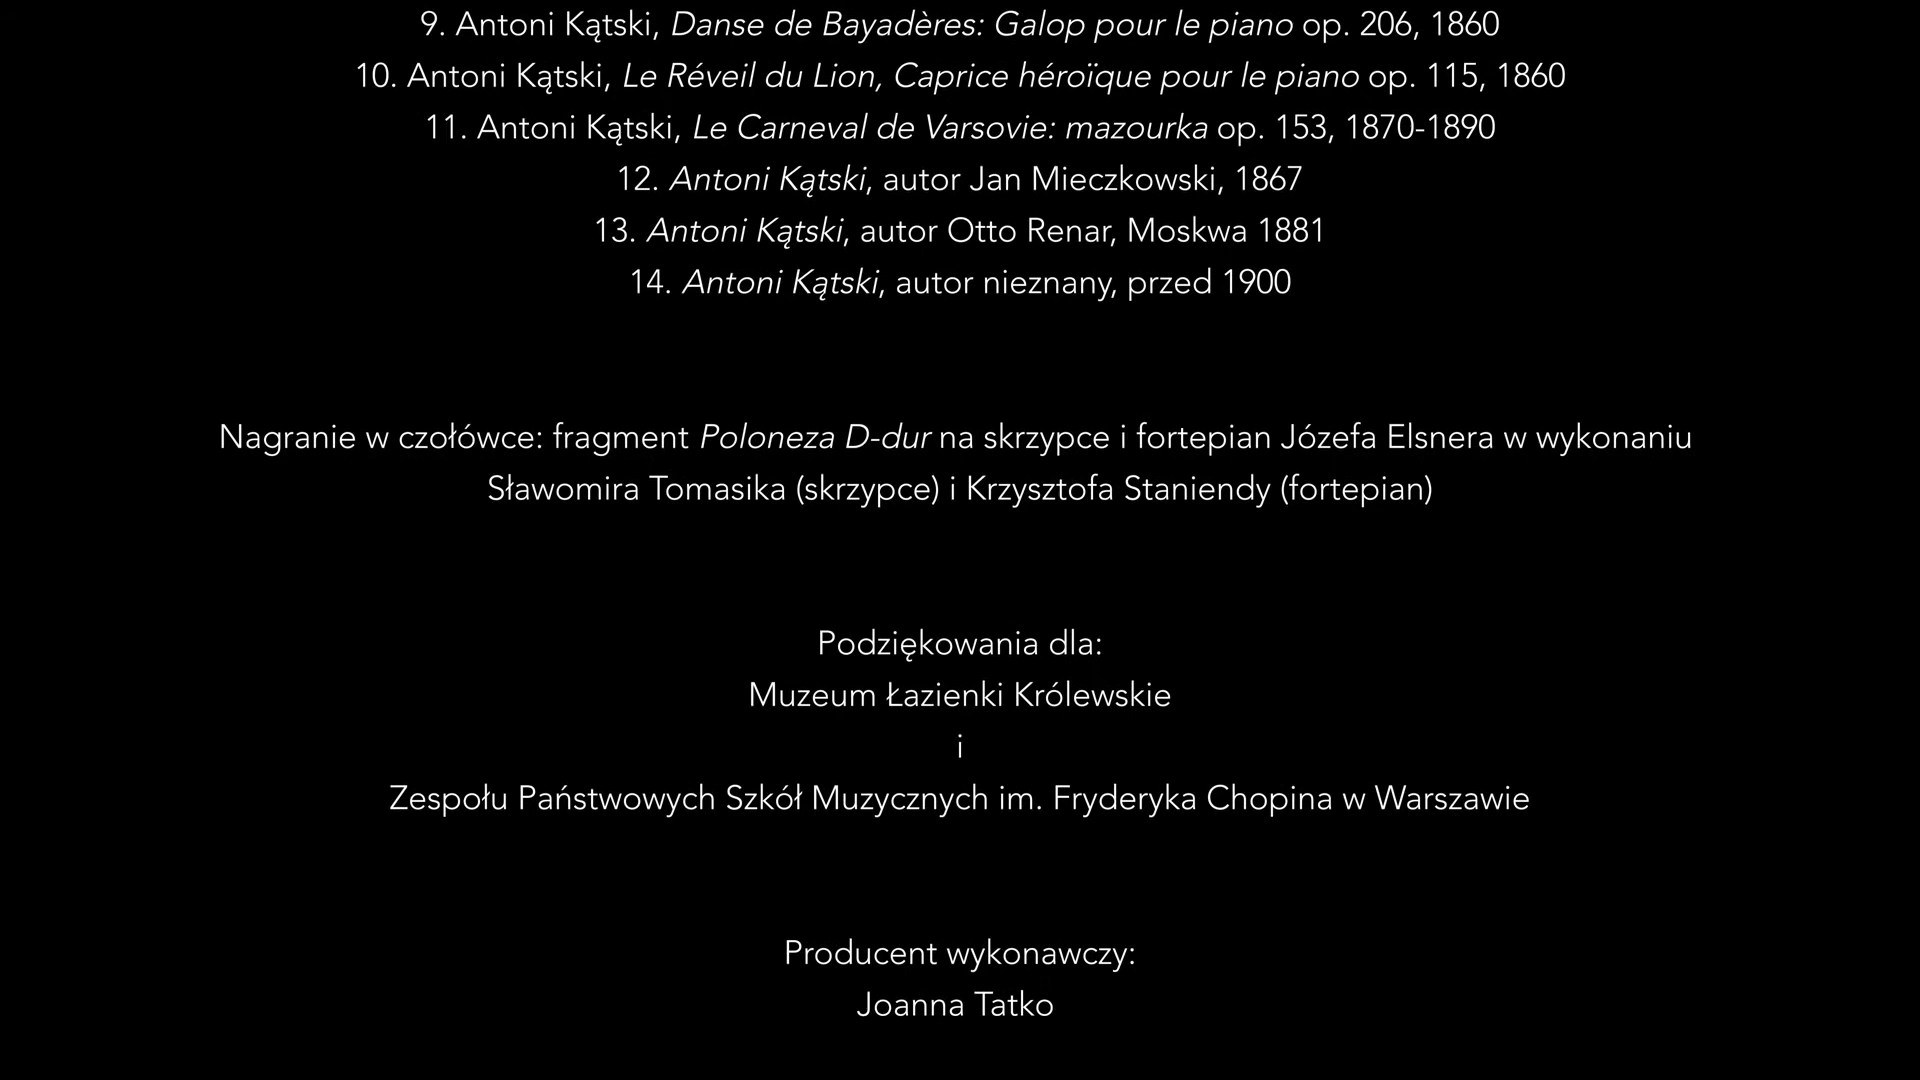 9. Antoni Kątski, Danse de Bayadères: Galop pour le piano op. 206, 1860
10. Antoni Kątski, Le Réveil du Lion, Caprice héroïque pour le piano op. 115, 1860
11. Antoni Kątski, Le Carneval de Varsovie: mazourka op. 153, 1870-1890
12. Antoni Kątski, autor Jan Mieczkowski, 1867
13. Antoni Kątski, autor Otto Renar, Moskwa 1881
14. Antoni Kątski, autor nieznany, przed 1900
Nagranie w czołówce: fragment Poloneza D-dur na skrzypce i fortepian Józefa Elsnera w wykonaniu
Sławomira Tomasika (skrzypce) i Krzysztofa Staniendy (fortepian)
Podziękowania dla:
Muzeum Łazienki Królewskie
i
Zespołu Państwowych Szkół Muzycznych im. Fryderyka Chopina w Warszawie
Producent wykonawczy:
Joanna Tatko